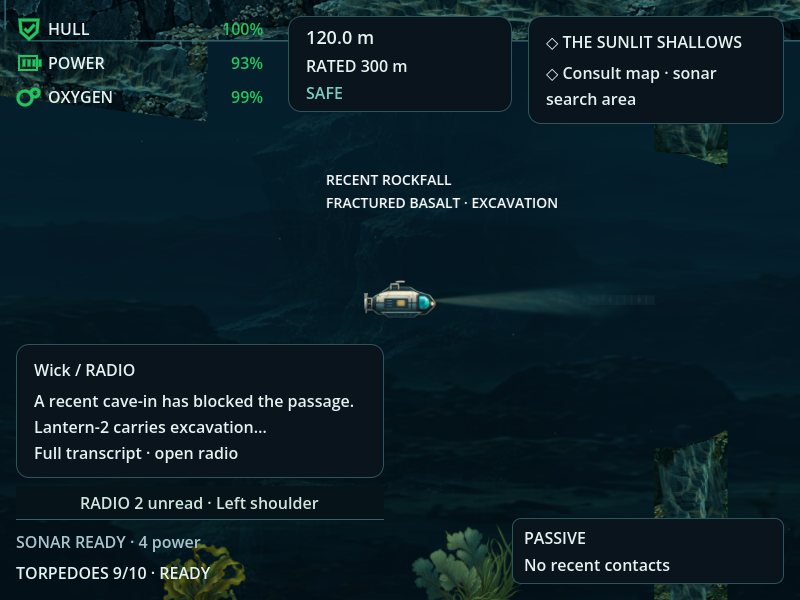 HULL 100%
POWER 93%
OXYGEN 99%
120.0 m
RATED 300 m
SAFE
◇ THE SUNLIT SHALLOWS
◇ Consult map · sonar
search area
RECENT ROCKFALL
FRACTURED BASALT · EXCAVATION
Wick / RADIO
A recent cave-in has blocked the passage.
Lantern-2 carries excavation...
Full transcript · open radio
RADIO 2 unread · Left shoulder
SONAR READY · 4 power
TORPEDOES 9/10 · READY
PASSIVE
No recent contacts